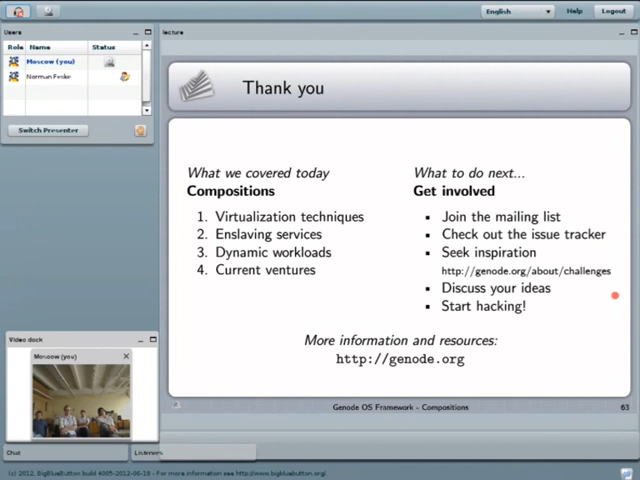 English
Help
Logout
Users
lecture
Role Name Status
Moscow (you)
Norman Feske
Switch Presenter
Thank you
What we covered today
Compositions
1. Virtualization techniques
2. Enslaving services
3. Dynamic workloads
4. Current ventures
What to do next...
Get involved
Join the mailing list
Check out the issue tracker
Seek inspiration
http://genode.org/about/challenges
Discuss your ideas
Start hacking!
More information and resources:
http://genode.org
Genode OS Framework - Compositions 63
Video dock
Moscow (you)
Chat
Listeners
(c) 2012, BigBlueButton build 4005-2012-06-18 - For more information see http://www.bigbluebutton.org/.